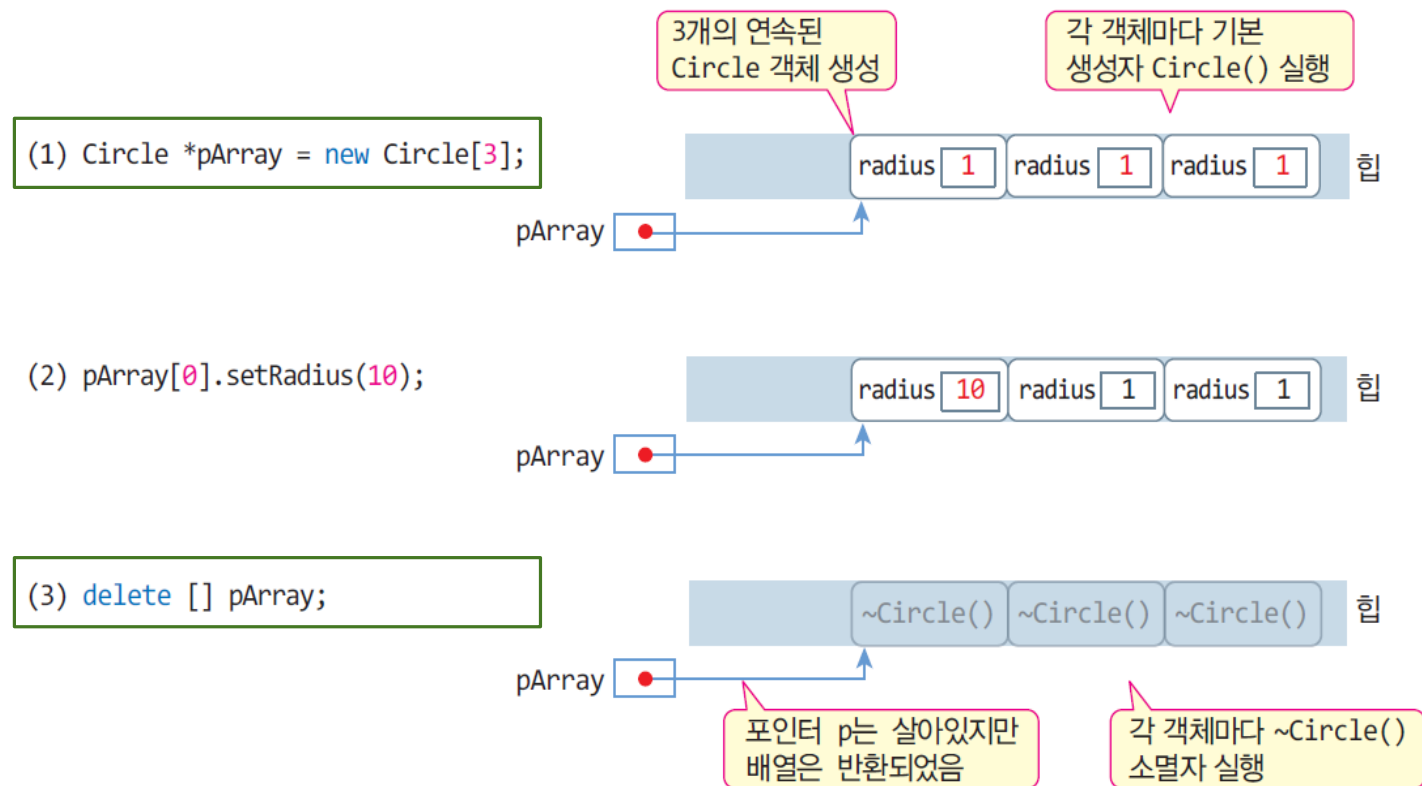 3개의 연속된
Circle 객체 생성
각 객체마다 기본
생성자 Circle() 실행
(1) Circle *pArray = new Circle[3];
radius 1 radius 1 radius 1 힙
pArray
(2) pArray[0].setRadius(10);
radius 10 radius 1 radius 1 힙
pArray
(3) delete [] pArray;
~Circle() ~Circle() ~Circle() 힙
pArray
포인터 p는 살아있지만
배열은 반환되었음
각 객체마다 ~Circle()
소멸자 실행